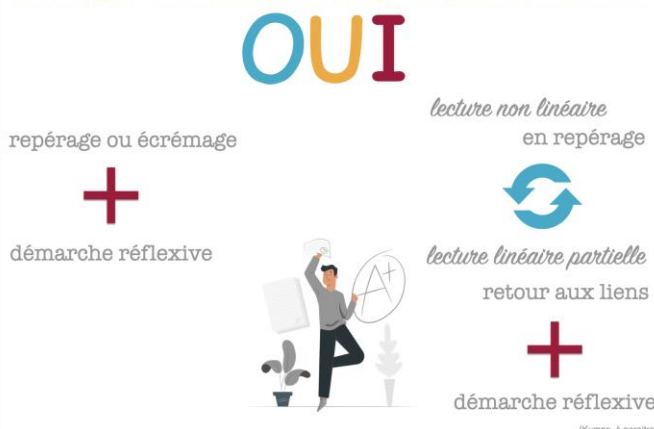 OUI
repérage ou écrémage
+
démarche réflexive
lecture non linéaire
en repérage
lecture linéaire partielle
retour aux liens
+
démarche réflexive
A+